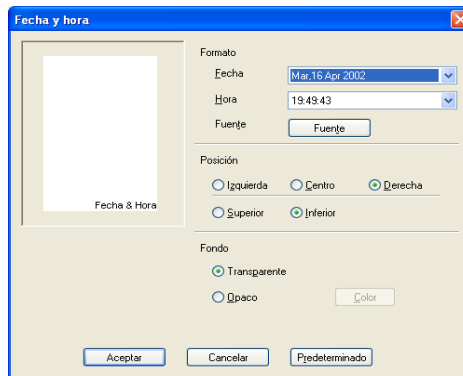 Fecha y hora
Formato
Fecha
Mar,16 Apr 2002
Hora
19:49:43
Fuente
Fuente
Posición
Izquierda
Centro
Derecha
Superior
Inferior
Fecha & Hora
Fondo
Transparente
Opaco
Color
Aceptar
Cancelar
Predeterminado